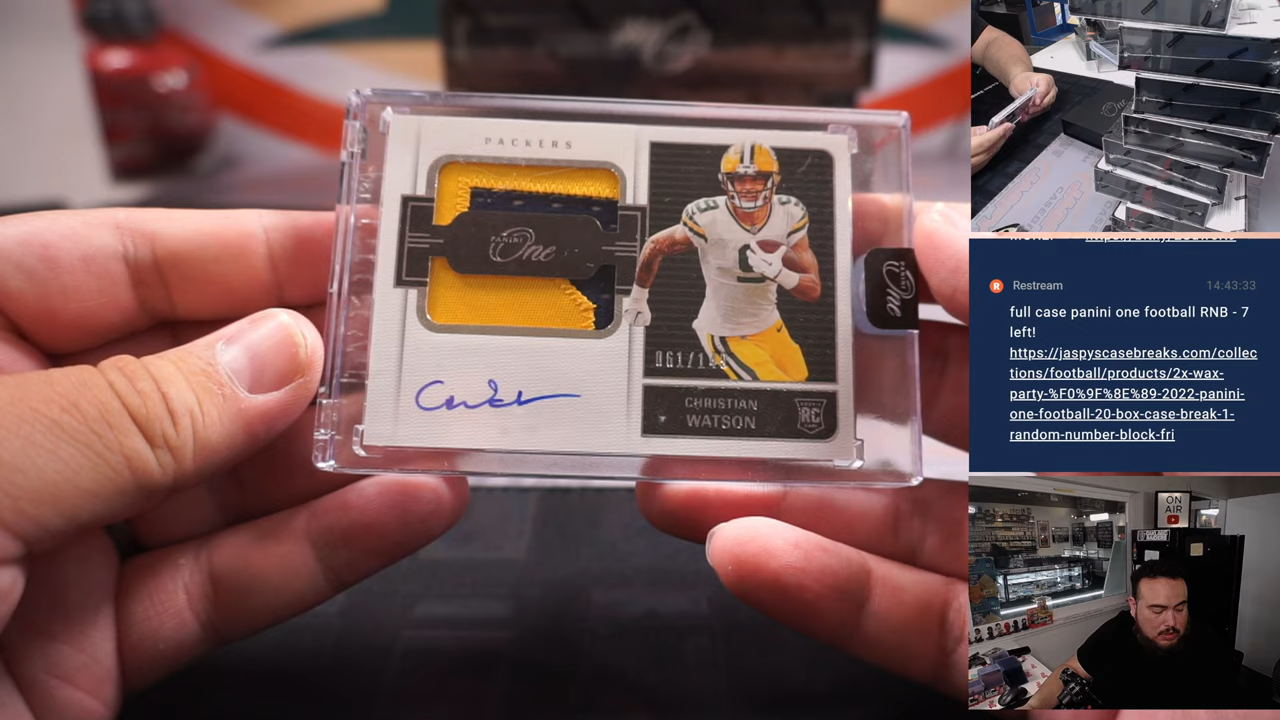 PACKERS
PANINI
One
061/1
CHRISTIAN
WATSON
RC
One
Restream
14:43:33
full case panini one football RNB - 7
left!
https://jaspyscasebreaks.com/collec
tions/football/products/2x-wax-
party-%F0%9F%8E%89-2022-panini-
one-football-20-box-case-break-1-
random-number-block-fri
ON
AIR